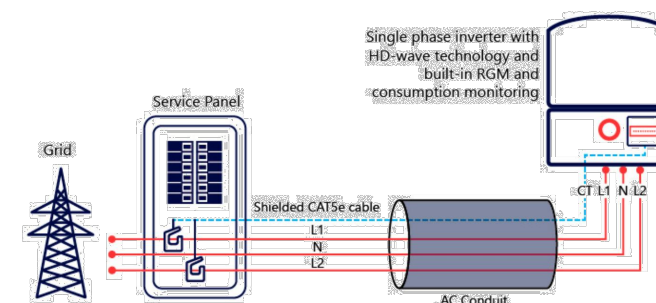 Single phase inverter with
HD-wave technology and
built-in RGM and
consumption monitoring
Service Panel
Grid
CT L1 N L2
Shielded CAT5e cable
L1
N
L2
AC Conduit